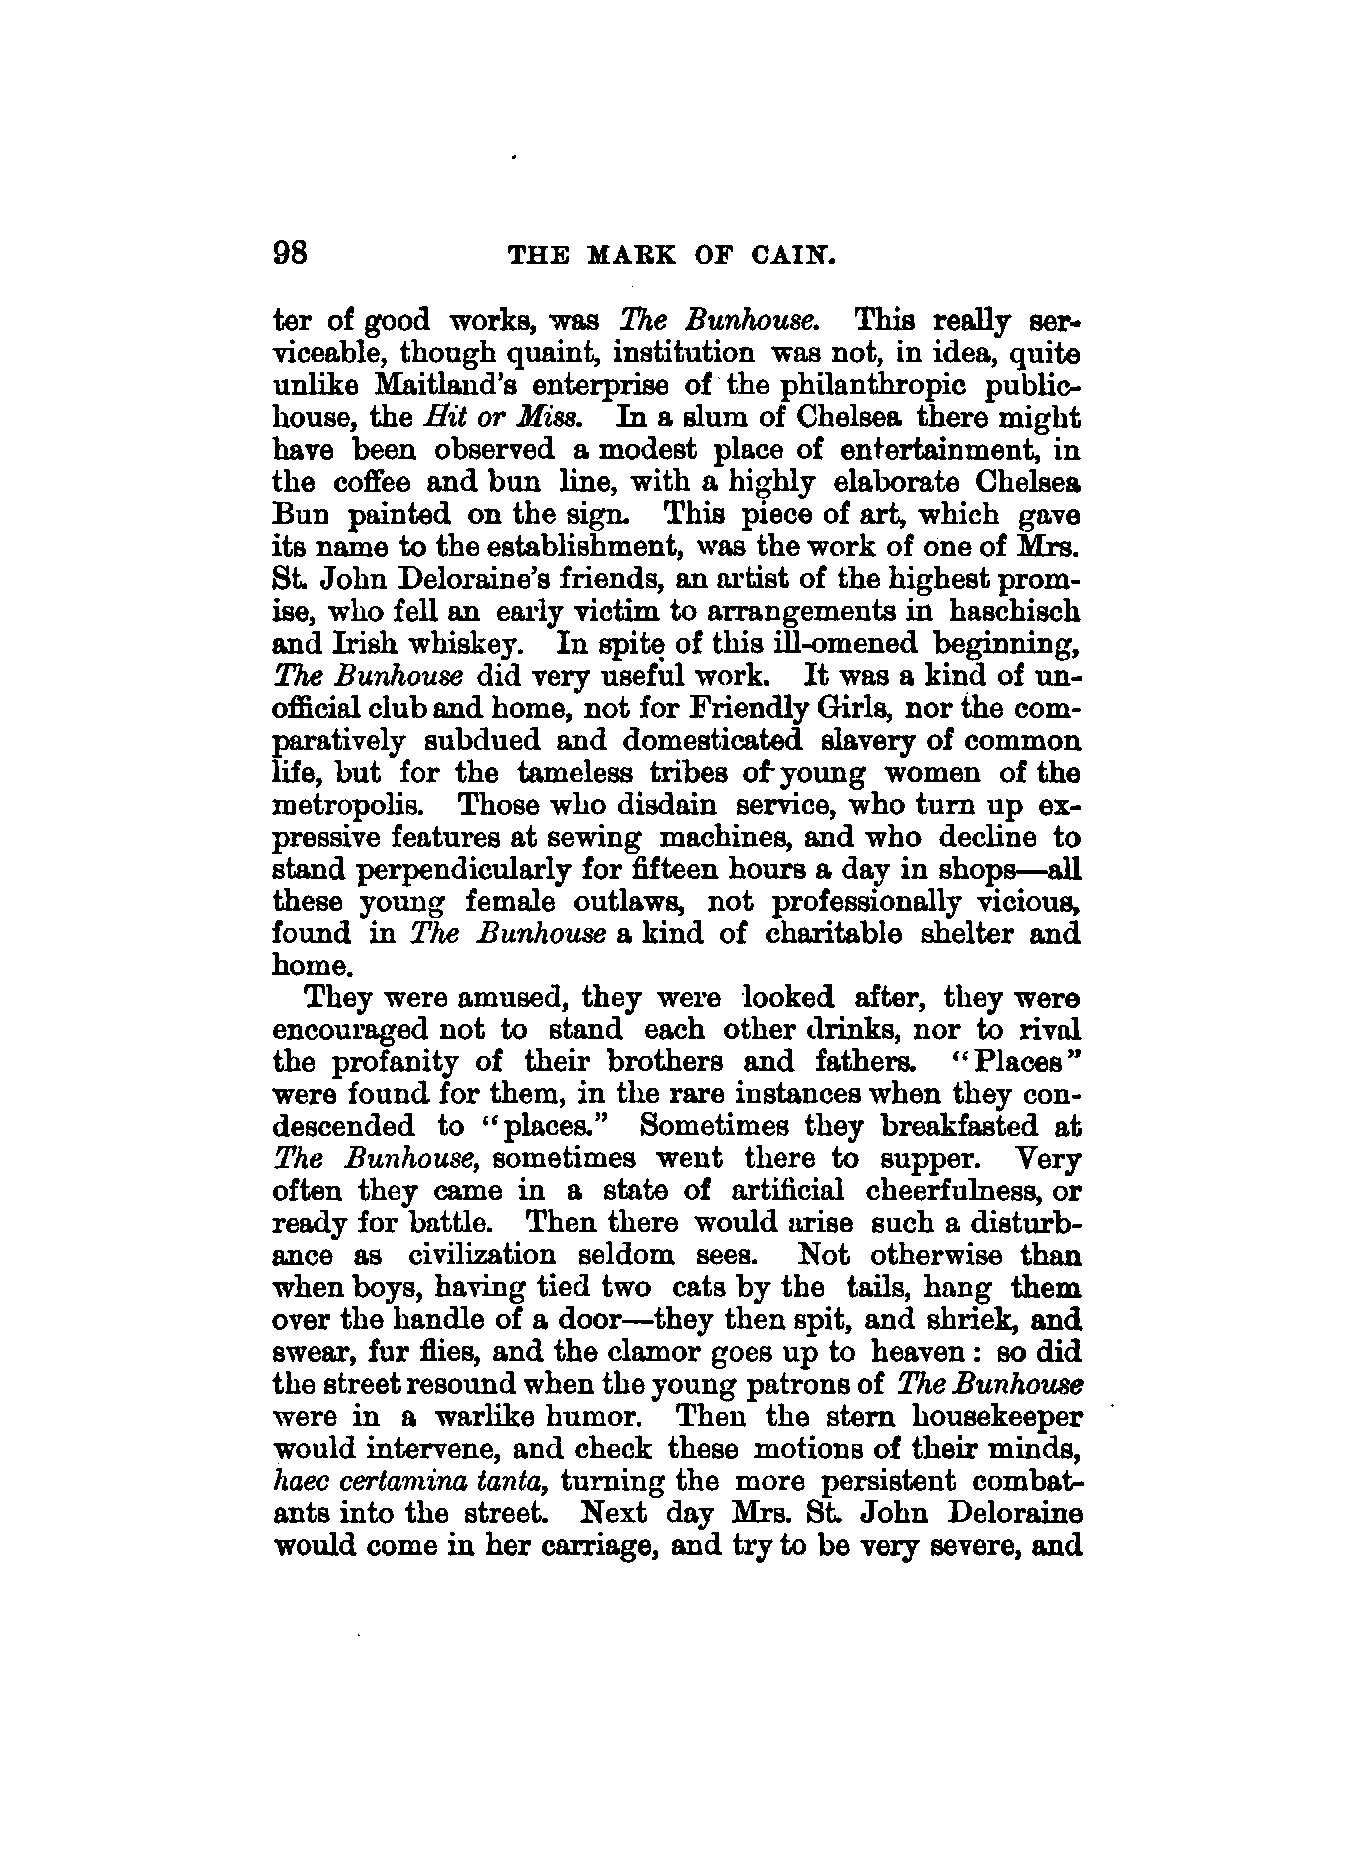 98 THE MARK OF CAIN.
ter of good works, was The Bunhouse. This really ser-
viceable, though quaint, institution was not, in idea, quite
unlike Maitland's enterprise of the philanthropic public-
house, the Hit or Miss. In a slum of Chelsea there might
have been observed a modest place of entertainment, in
the coffee and bun line, with a highly elaborate Chelsea
Bun painted on the sign. This piece of art, which gave
its name to the establishment, was the work of one of Mrs.
St. John Deloraine's friends, an artist of the highest prom-
ise, who fell an early victim to arrangements in haschisch
and Irish whiskey. In spite of this ill-omened beginning,
The Bunhouse did very useful work. It was a kind of un-
official club and home, not for Friendly Girls, nor the com-
paratively subdued and domesticated slavery of common
life, but for the tameless tribes of young women of the
metropolis. Those who disdain service, who turn up ex-
pressive features at sewing machines, and who decline to
stand perpendicularly for fifteen hours a day in shops—all
these young female outlaws, not professionally vicious,
found in The Bunhouse a kind of charitable shelter and
home.
They were amused, they were looked after, they were
encouraged not to stand each other drinks, nor to rival
the profanity of their brothers and fathers. "Places"
were found for them, in the rare instances when they con-
descended to "places." Sometimes they breakfasted at
The Bunhouse, sometimes went there to supper. Very
often they came in a state of artificial cheerfulness, or
ready for battle. Then there would arise such a disturb-
ance as civilization seldom sees. Not otherwise than
when boys, having tied two cats by the tails, hang them
over the handle of a door—they then spit, and shriek, and
swear, fur flies, and the clamor goes up to heaven: so did
the street resound when the young patrons of The Bunhouse
were in a warlike humor. Then the stern housekeeper
would intervene, and check these motions of their minds,
haec certamina tanta, turning the more persistent combat-
ants into the street. Next day Mrs. St. John Deloraine
would come in her carriage, and try to be very severe, and